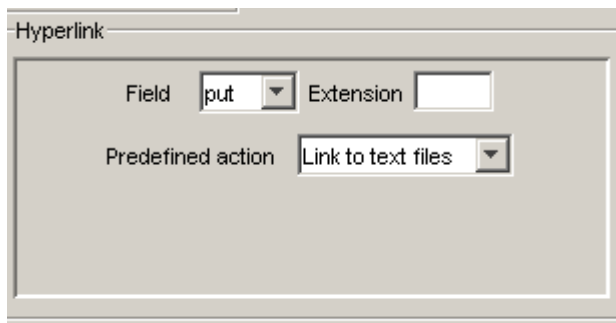 Hyperlink
Field put Extension
Predefined action Link to text files